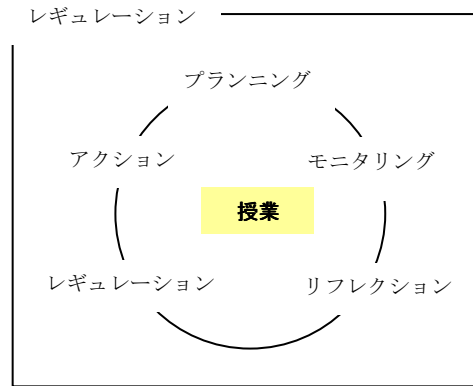 レギュレーション
プランニング
アクション
モニタリング
授業
レギュレーション
リフレクション